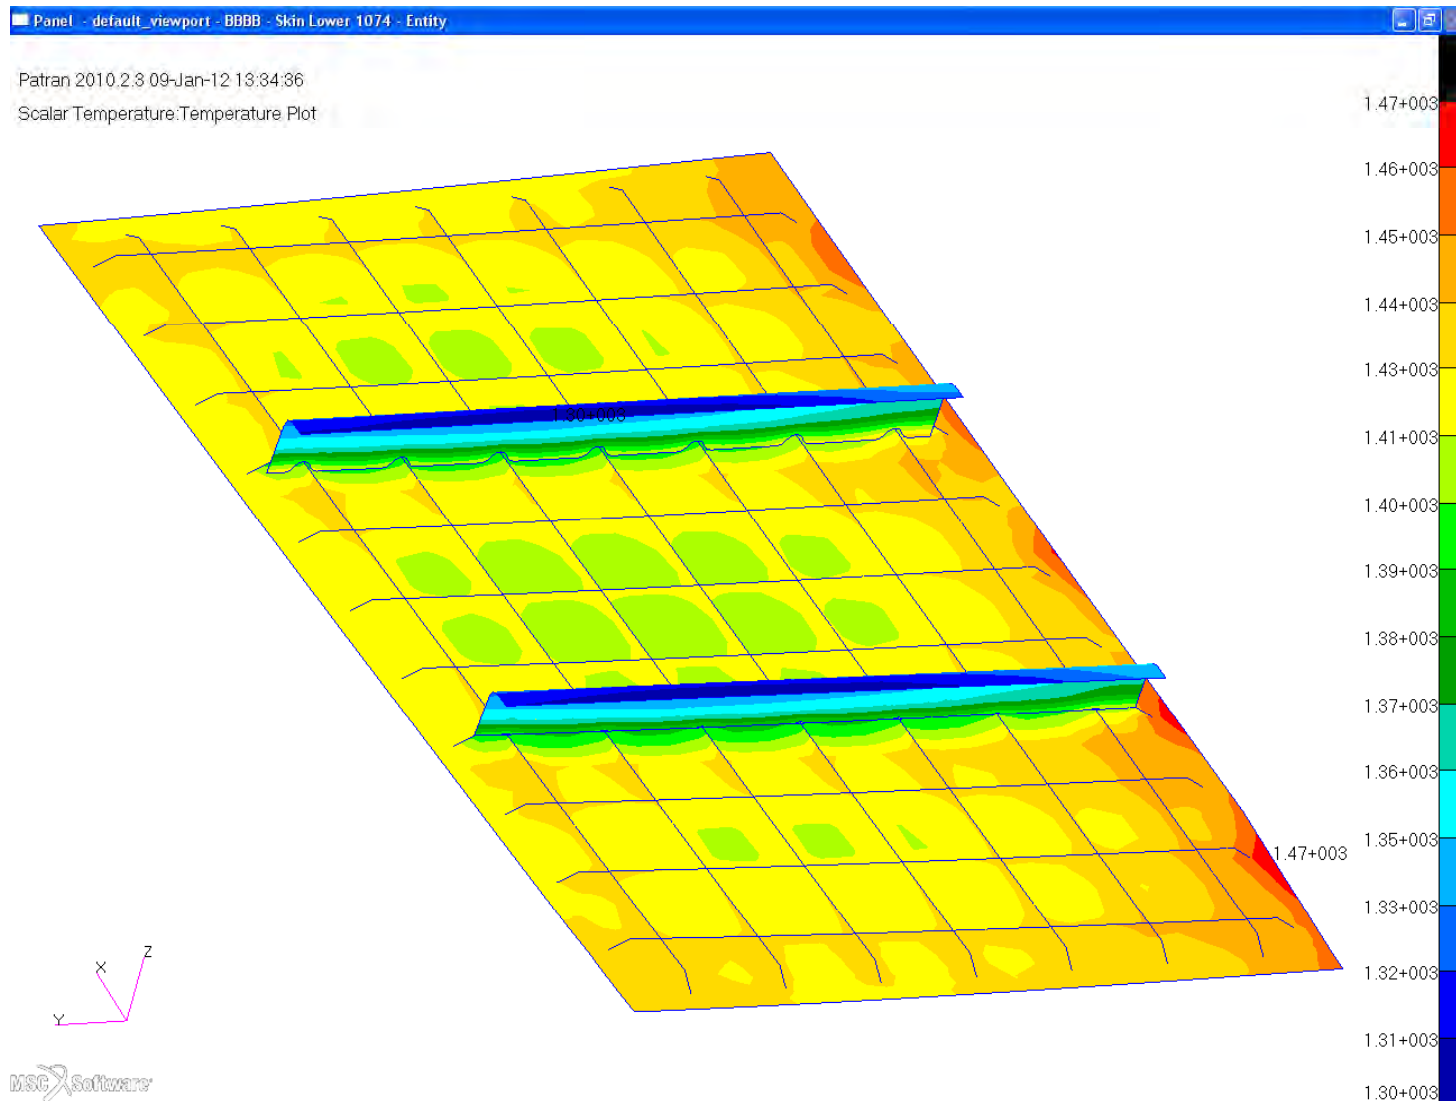 Panel - default_viewport - BBBB - Skin Lower 1074 - Entity
Patran 2010.2.3 09-Jan-12 13:34:36
Scalar Temperature:Temperature Plot
1.47+003
1.46+003
1.45+003
1.44+003
1.43+003
1.41+003
1.40+003
1.39+003
1.38+003
1.37+003
1.36+003
1.35+003
1.33+003
1.32+003
1.31+003
1.30+003
1.30+003
1.47+003
X
Z
Y
MSC Software